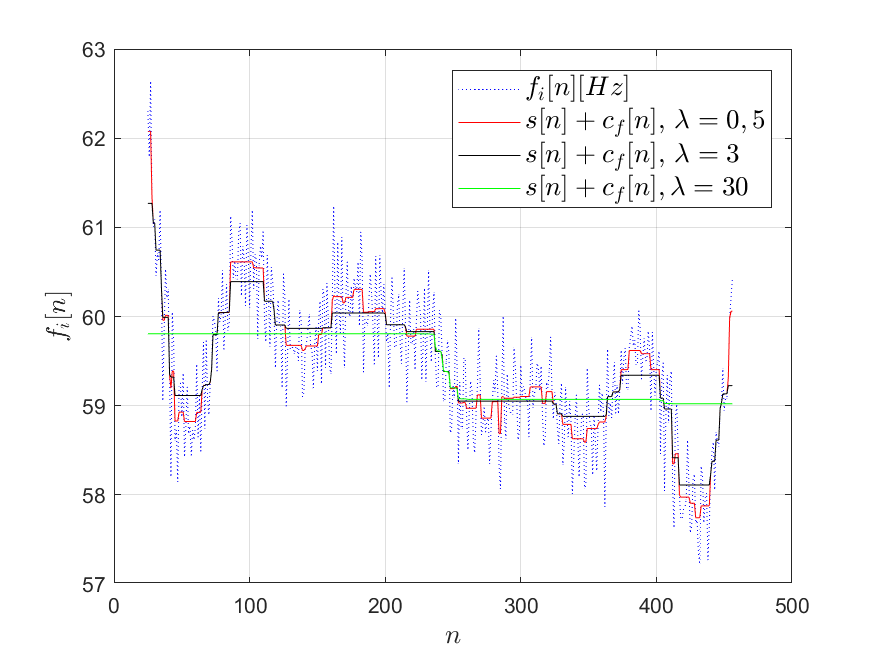 63
62
61
60
59
58
57
0 100 200 300 400 500
f_i[n]
n
f_i[n][Hz]
s[n] + c_f[n], λ = 0, 5
s[n] + c_f[n], λ = 3
s[n] + c_f[n], λ = 30